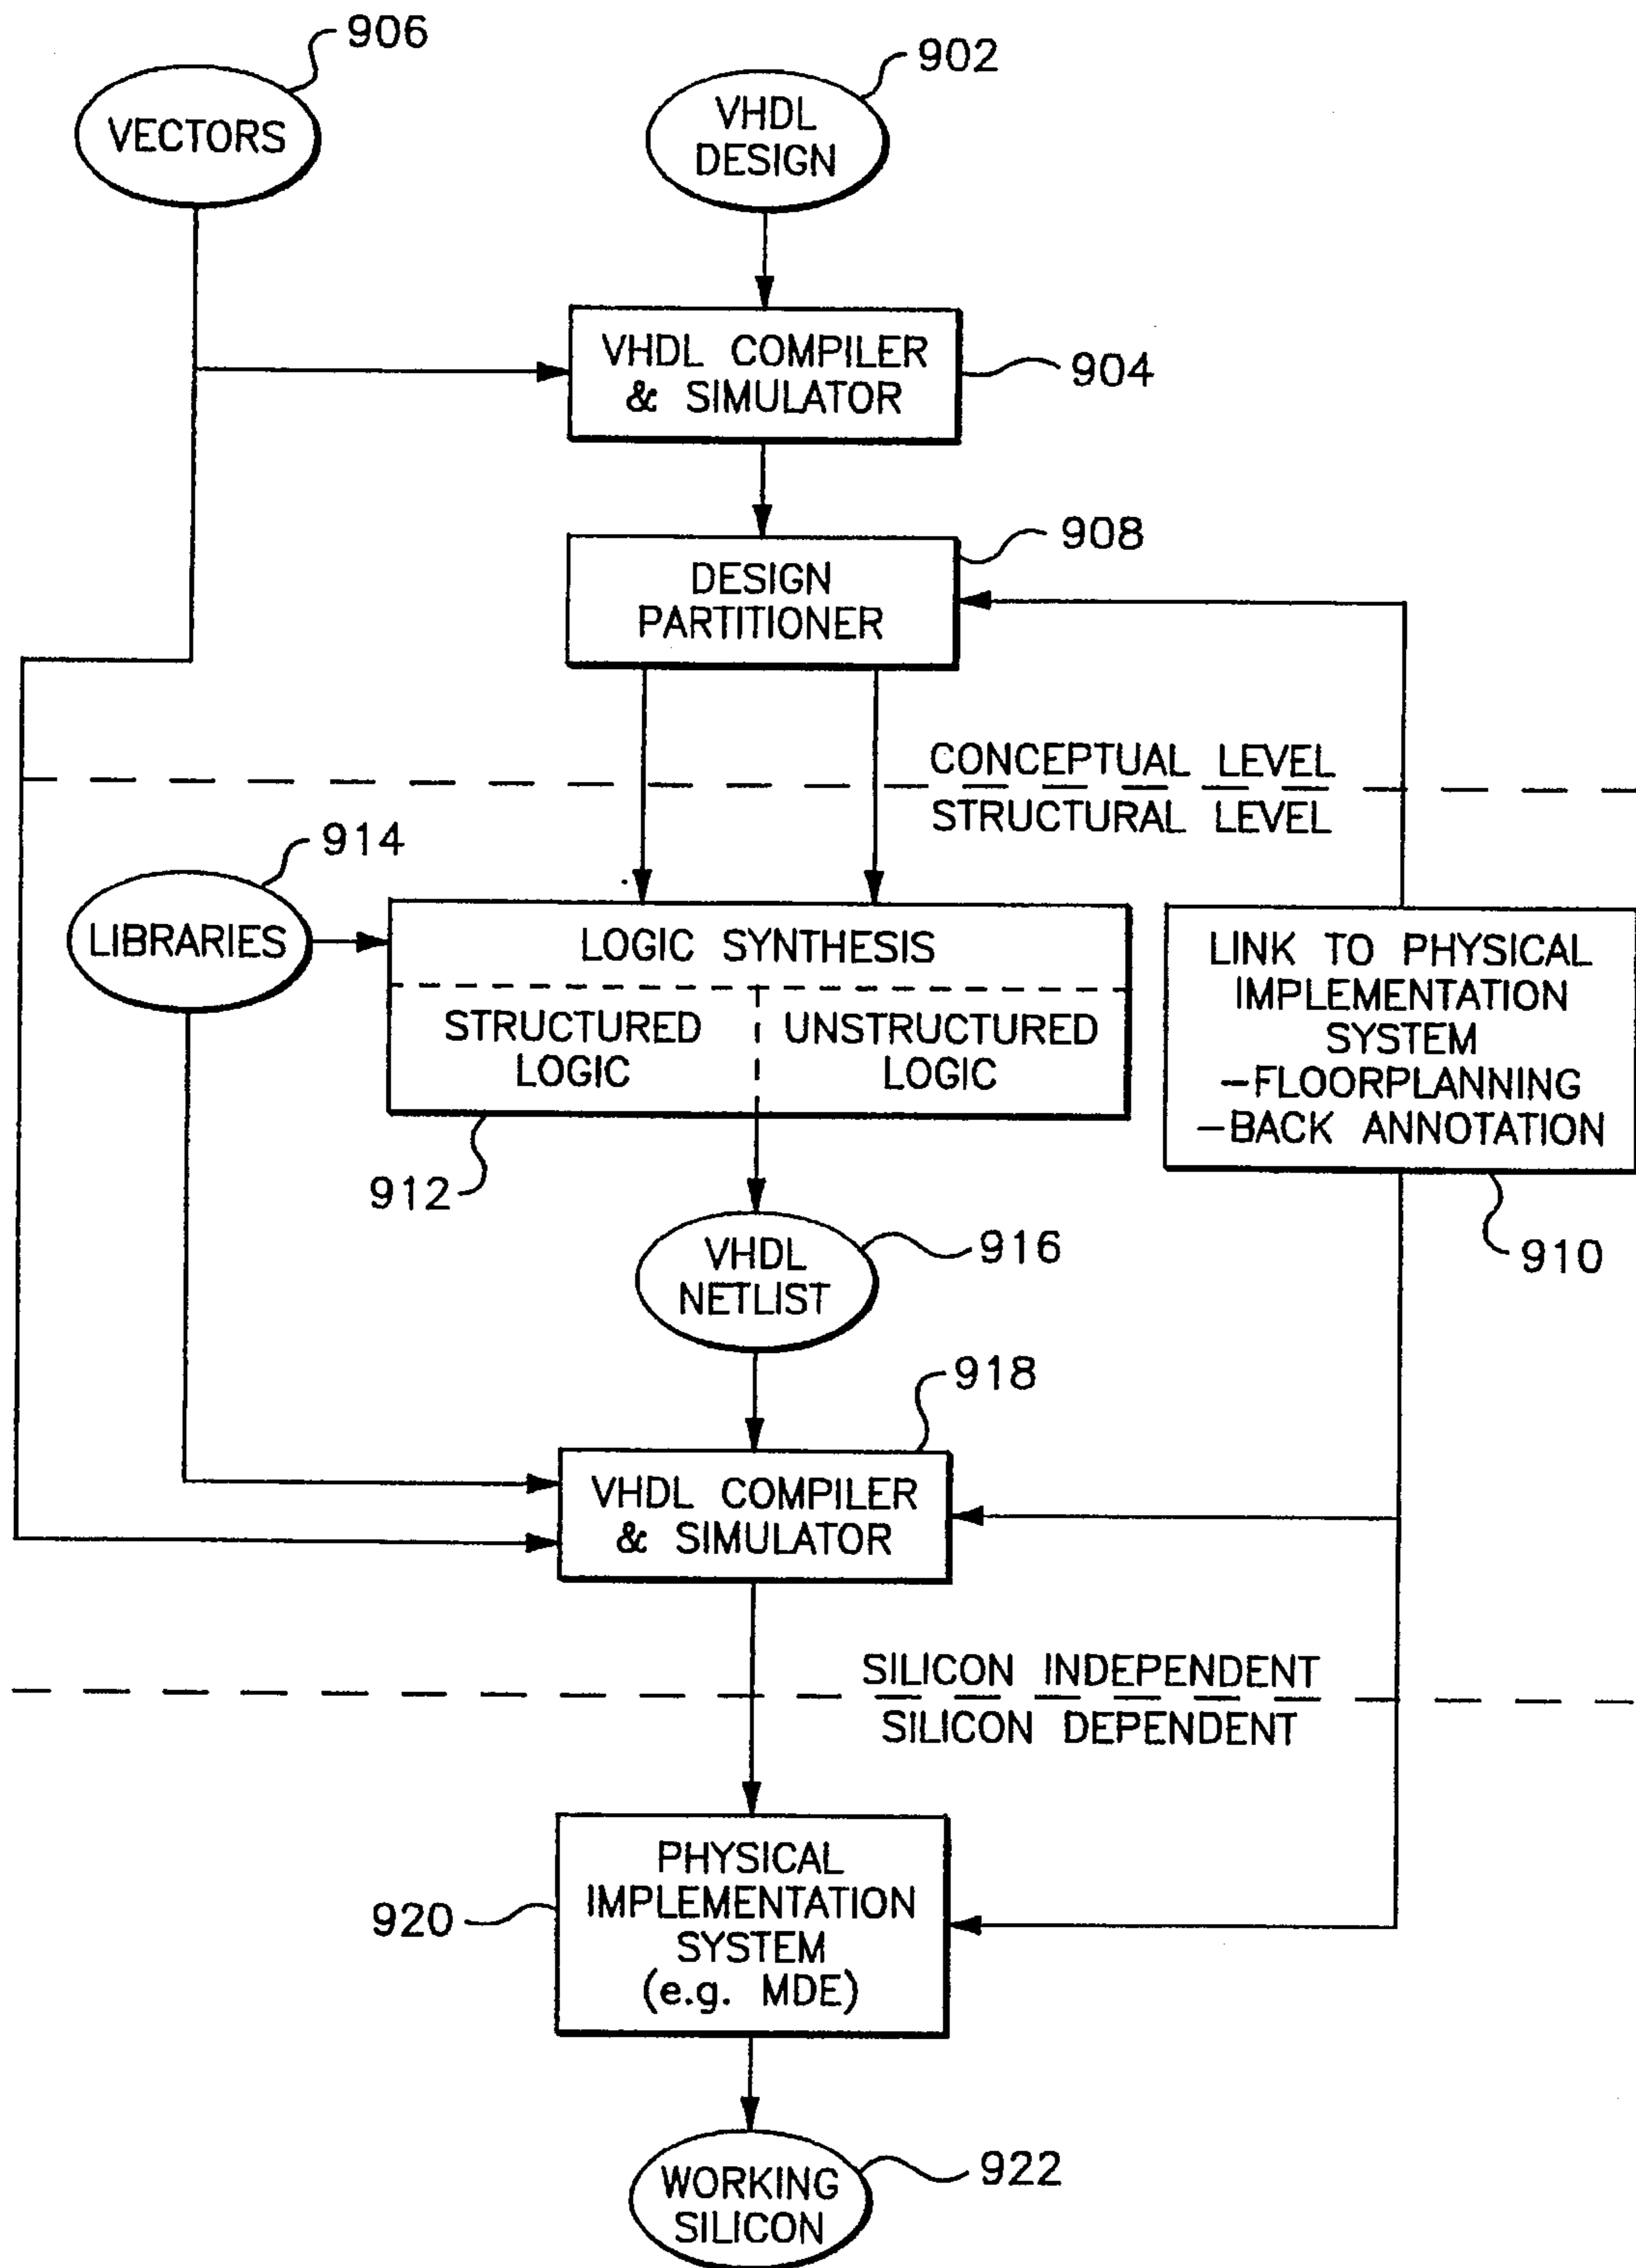 906
VECTORS
902
VHDL
DESIGN
VHDL COMPILER
& SIMULATOR
904
908
DESIGN
PARTITIONER
CONCEPTUAL LEVEL
STRUCTURAL LEVEL
914
LIBRARIES
LOGIC SYNTHESIS
STRUCTURED
LOGIC
UNSTRUCTURED
LOGIC
912
LINK TO PHYSICAL
IMPLEMENTATION
SYSTEM
-FLOORPLANNING
-BACK ANNOTATION
910
VHDL
NETLIST
916
918
VHDL COMPILER
& SIMULATOR
SILICON INDEPENDENT
SILICON DEPENDENT
PHYSICAL
IMPLEMENTATION
SYSTEM
(e.g. MDE)
920
WORKING
SILICON
922